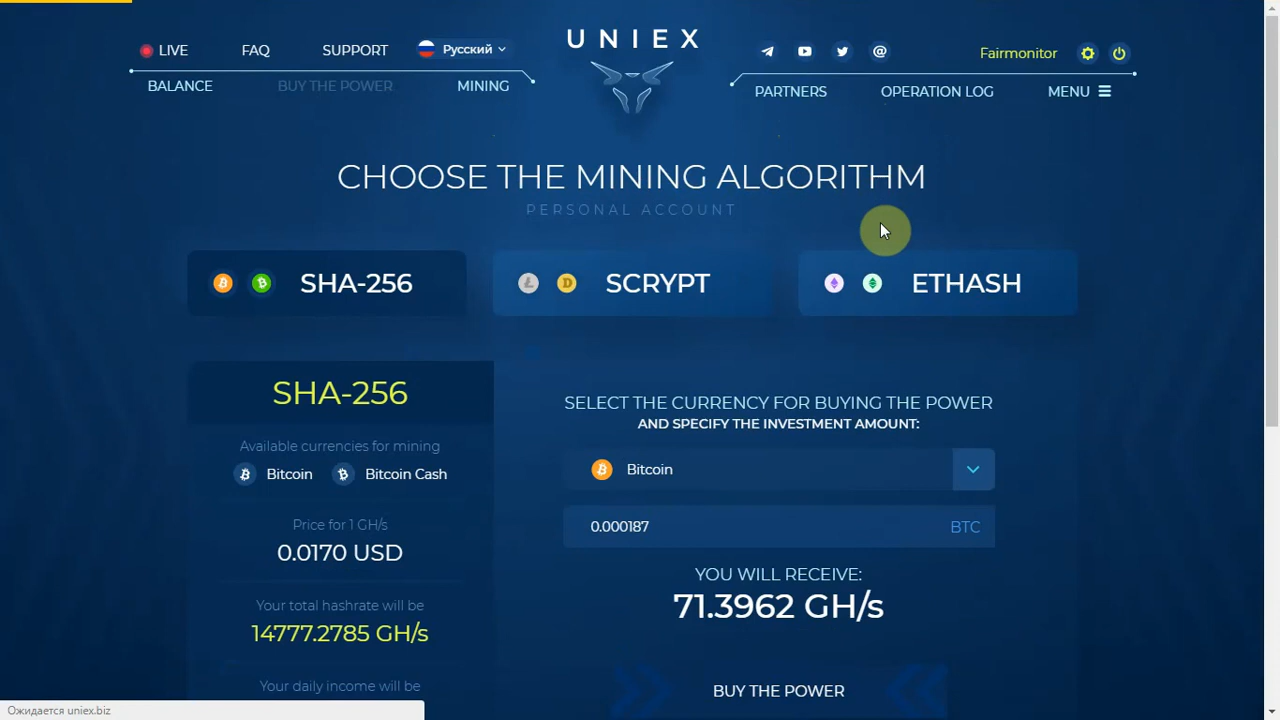 LIVE
FAQ
SUPPORT
Русский
UNIEX
Fairmonitor
BALANCE
BUY THE POWER
MINING
PARTNERS
OPERATION LOG
MENU
CHOOSE THE MINING ALGORITHM
PERSONAL ACCOUNT
SHA-256
SCRYPT
ETHASH
SHA-256
Available currencies for mining
Bitcoin
Bitcoin Cash
Price for 1 GH/s
0.0170 USD
Your total hashrate will be
14777.2785 GH/s
Your daily income will be
SELECT THE CURRENCY FOR BUYING THE POWER
AND SPECIFY THE INVESTMENT AMOUNT:
Bitcoin
0.000187
BTC
YOU WILL RECEIVE:
71.3962 GH/s
BUY THE POWER
Ожидается uniex.biz